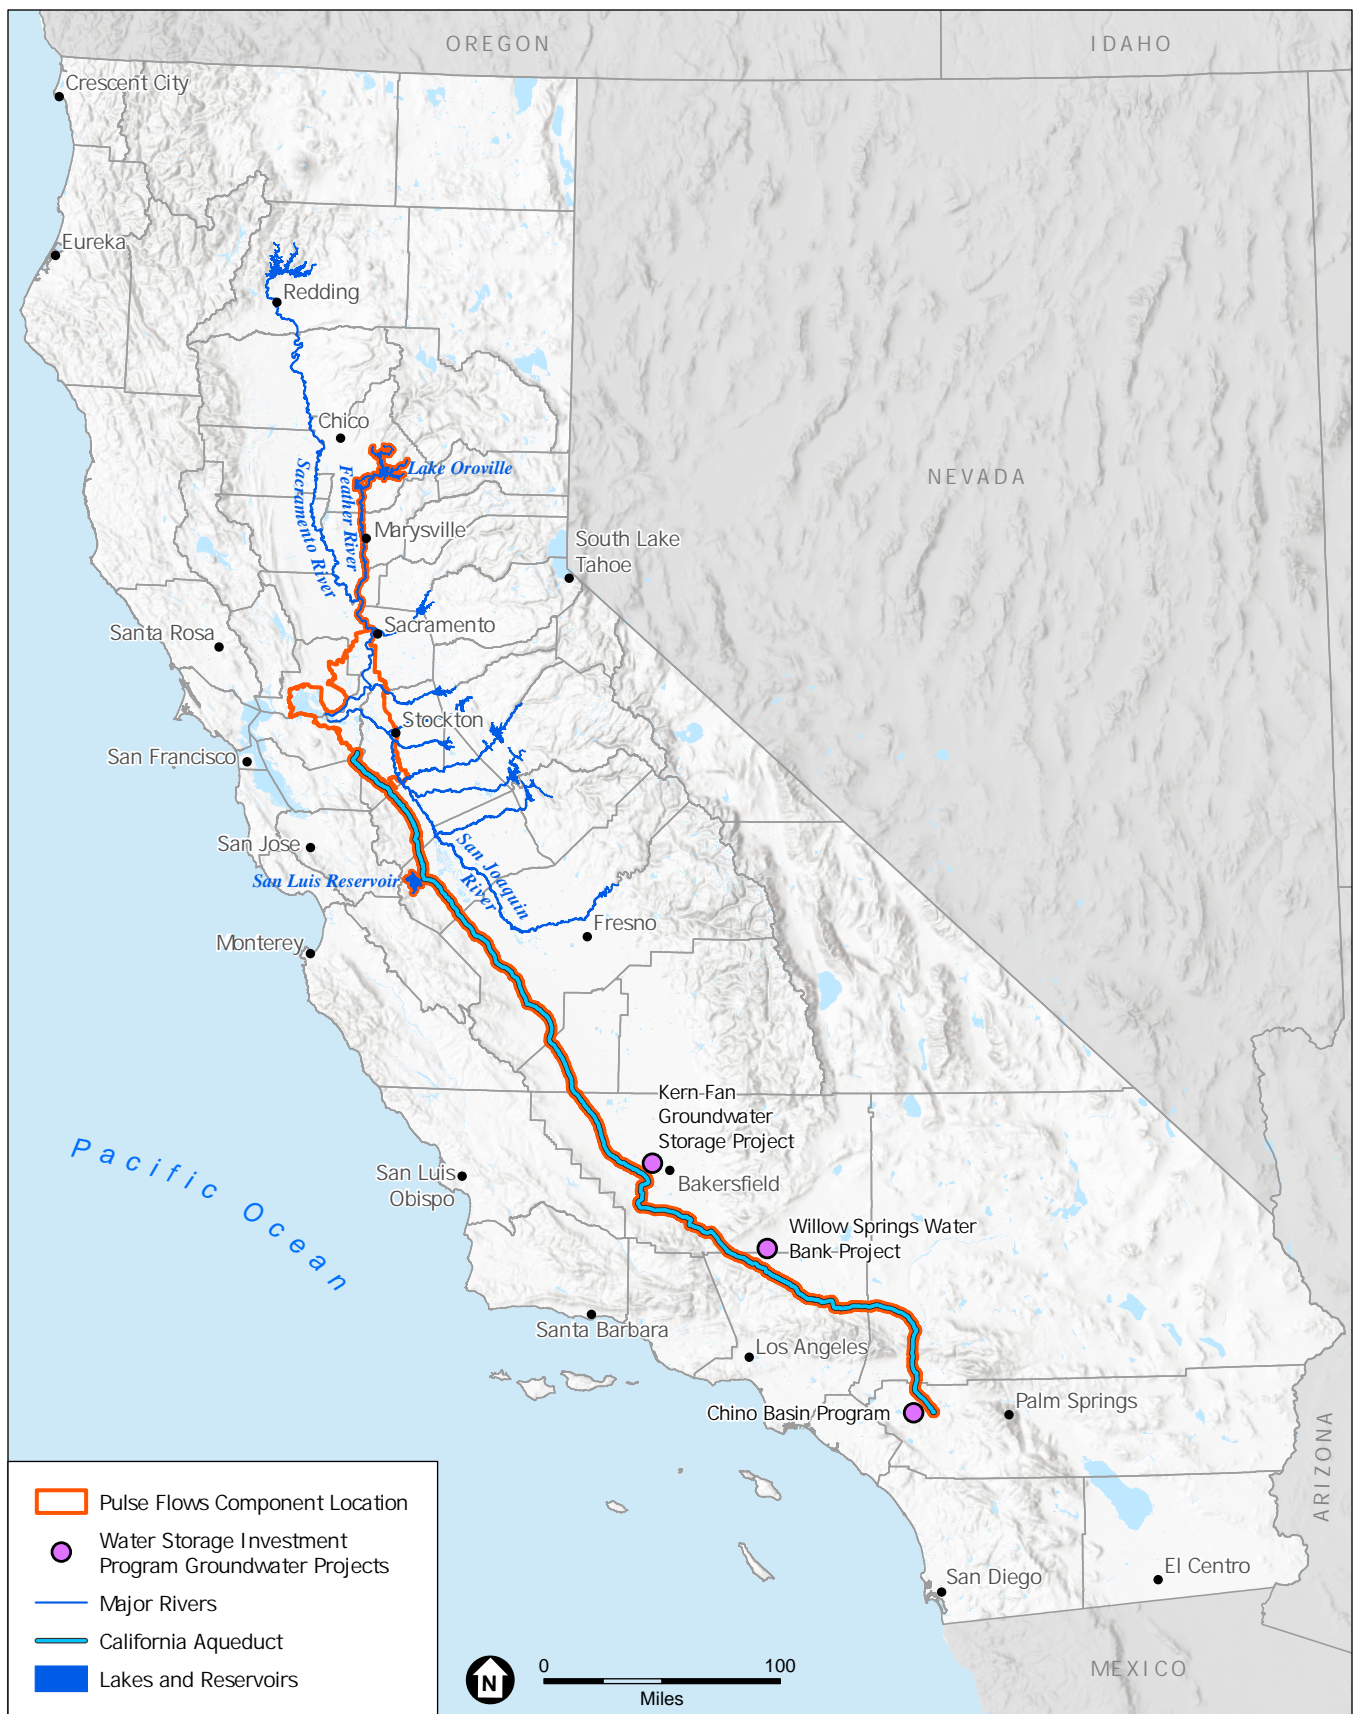 OREGON
IDAHO
Crescent City
Eureka
Redding
Chico
Lake Oroville
Sacramento River
Feather River
NEVADA
Marysville
South Lake
Tahoe
Sacramento
Santa Rosa
Stockton
San Francisco
San Jose
San Joaquin
River
San Luis Reservoir
Fresno
Monterey
Kern Fan
Groundwater
Storage Project
Pacific Ocean
San Luis
Obispo
Bakersfield
Willow Springs Water
Bank Project
Santa Barbara
Los Angeles
Chino Basin Program
Palm Springs
ARIZONA
San Diego
El Centro
MEXICO
Pulse Flows Component Location
Water Storage Investment
Program Groundwater Projects
Major Rivers
California Aqueduct
Lakes and Reservoirs
N
0 100
Miles